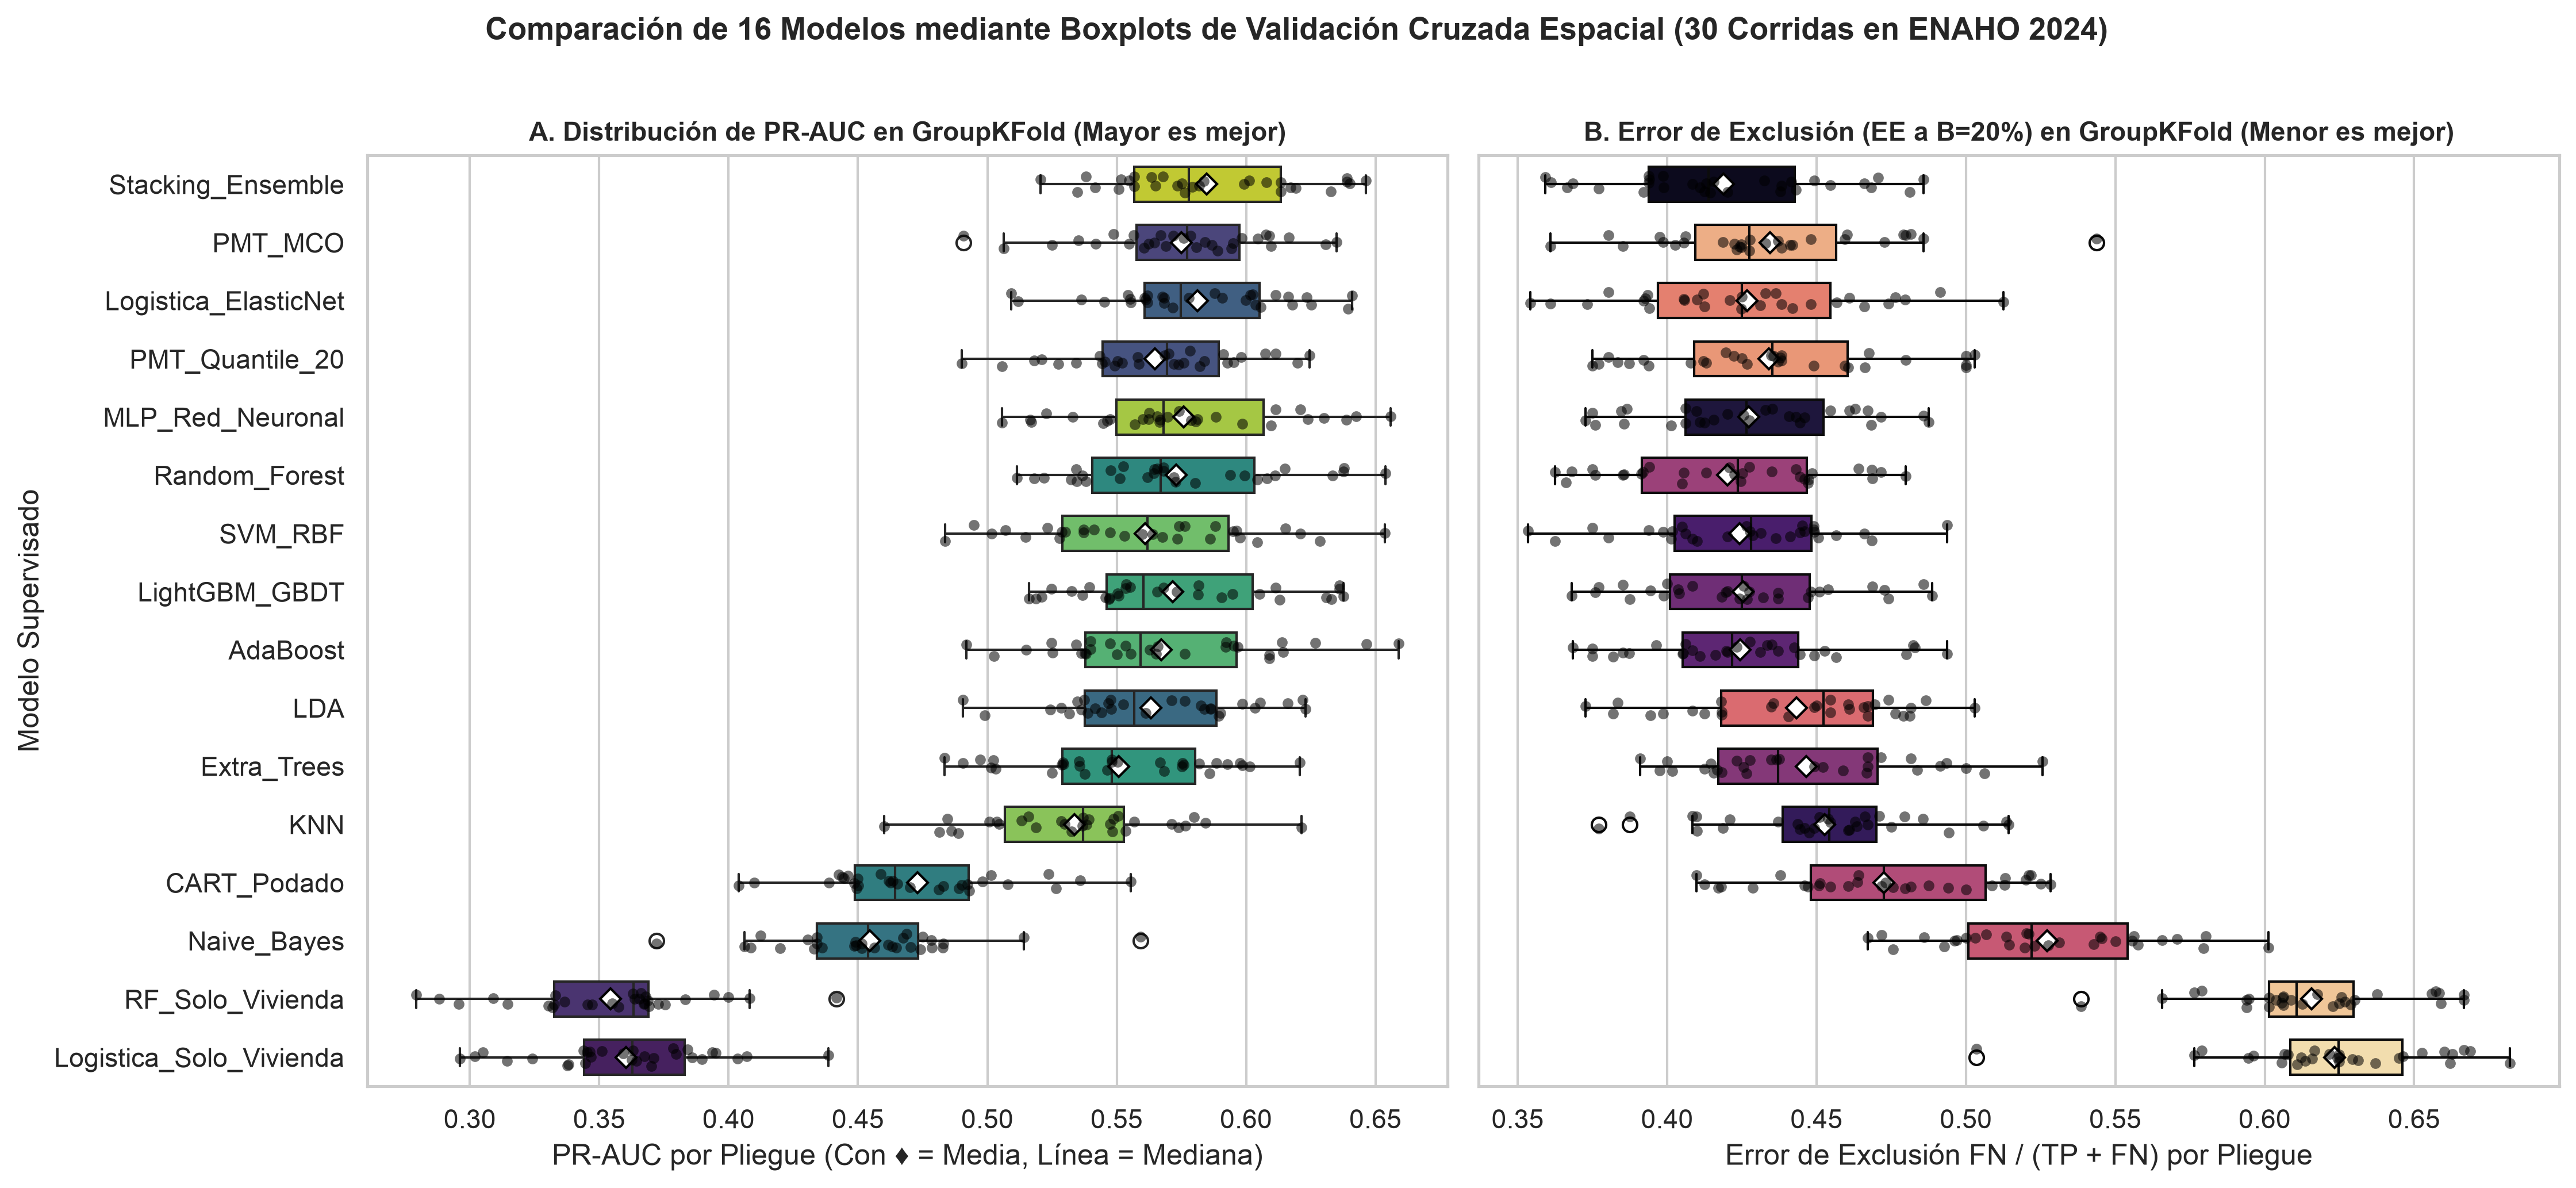 Comparación de 16 Modelos mediante Boxplots de Validación Cruzada Espacial (30 Corridas en ENAHO 2024)
A. Distribución de PR-AUC en GroupKFold (Mayor es mejor)
B. Error de Exclusión (EE a B=20%) en GroupKFold (Menor es mejor)
Modelo Supervisado
Stacking_Ensemble
PMT_MCO
Logistica_ElasticNet
PMT_Quantile_20
MLP_Red_Neuronal
Random_Forest
SVM_RBF
LightGBM_GBDT
AdaBoost
LDA
Extra_Trees
KNN
CART_Podado
Naive_Bayes
RF_Solo_Vivienda
Logistica_Solo_Vivienda
0.30 0.35 0.40 0.45 0.50 0.55 0.60 0.65
PR-AUC por Pliegue (Con ♦ = Media, Línea = Mediana)
0.35 0.40 0.45 0.50 0.55 0.60 0.65
Error de Exclusión FN / (TP + FN) por Pliegue